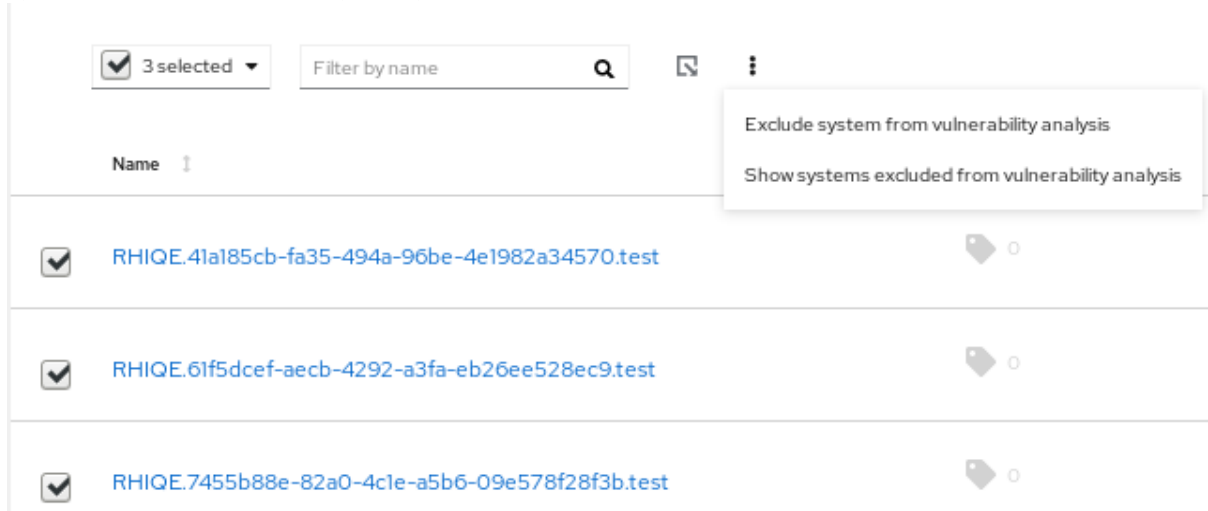 3 selected
Filter by name
Exclude system from vulnerability analysis
Show systems excluded from vulnerability analysis
Name
RHIQE.41a185cb-fa35-494a-96be-4e1982a34570.test
0
RHIQE.61f5dcef-aecb-4292-a3fa-eb26ee528ec9.test
0
RHIQE.7455b88e-82a0-4c1e-a5b6-09e578f28f3b.test
0